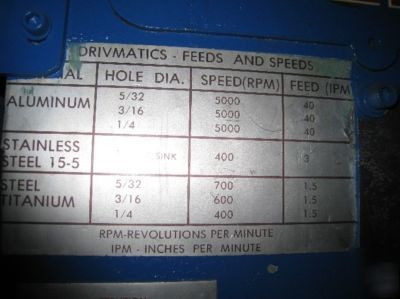 DRIVMATICS - FEEDS AND SPEEDS
HOLE DIA. SPEED(RPM) FEED (IPM
ALUMINUM 5/32 5000 40
3/16 5000 40
1/4 5000 40
STAINLESS
STEEL 15-5 SINK 400 3
STEEL 5/32 700 1.5
TITANIUM 3/16 600 1.5
1/4 400 1.5
RPM-REVOLUTIONS PER MINUTE
IPM - INCHES PER MINUTE